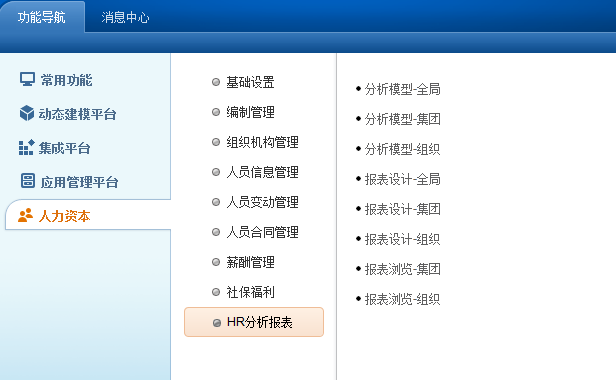 功能导航
消息中心
常用功能
动态建模平台
集成平台
应用管理平台
人力资本
基础设置
编制管理
组织机构管理
人员信息管理
人员变动管理
人员合同管理
薪酬管理
社保福利
HR分析报表
分析模型-全局
分析模型-集团
分析模型-组织
报表设计-全局
报表设计-集团
报表设计-组织
报表浏览-集团
报表浏览-组织